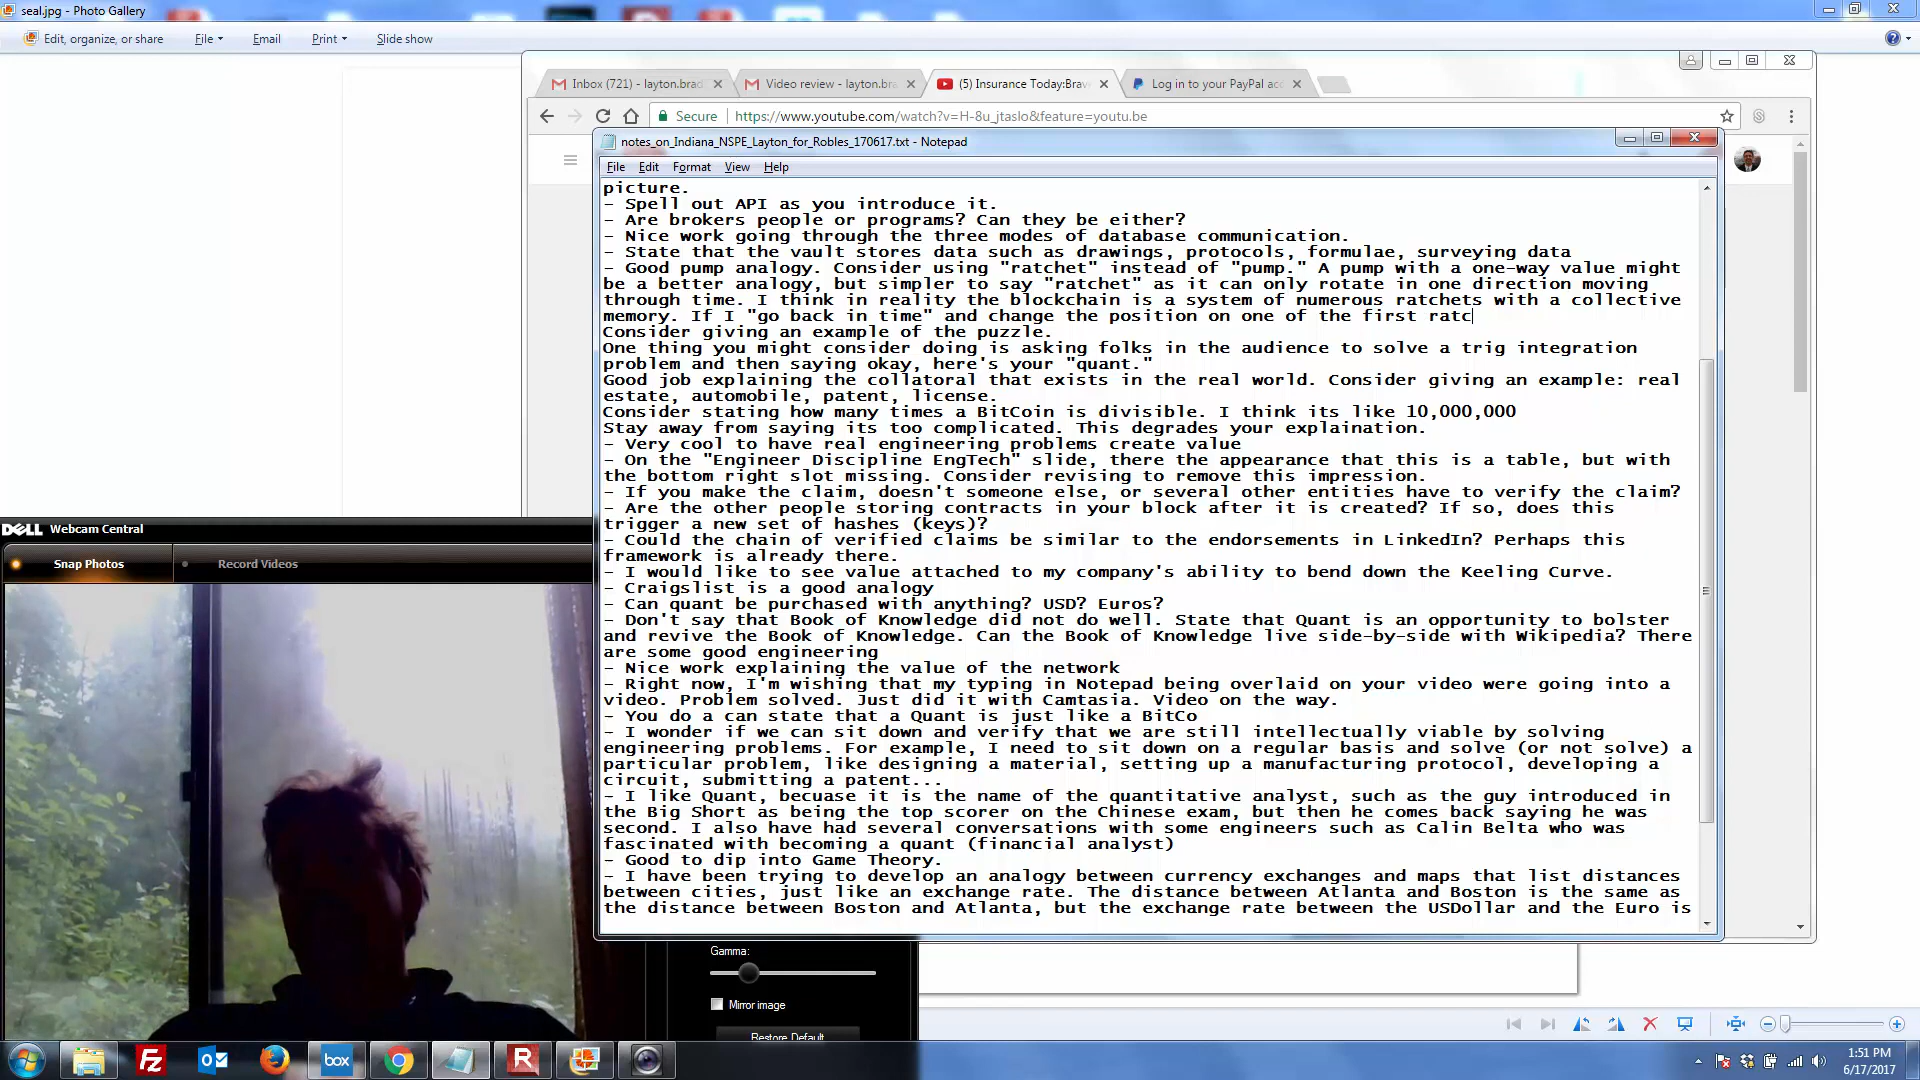 seal.jpg - Photo Gallery
Edit, organize, or share File Email Print Slide show
Inbox (721) - layton.brad
Video review - layton.bra
(5) Insurance Today:Brav
Log in to your PayPal acc
Secure https://www.youtube.com/watch?v=H-8u_jtaslo&feature=youtu.be
notes_on_Indiana_NSPE_Layton_for_Robles_170617.txt - Notepad
File Edit Format View Help
picture.
- Spell out API as you introduce it.
- Are brokers people or programs? Can they be either?
- Nice work going through the three modes of database communication.
- State that the vault stores data such as drawings, protocols, formulae, surveying data
- Good pump analogy. Consider using "ratchet" instead of "pump." A pump with a one-way value might
be a better analogy, but simpler to say "ratchet" as it can only rotate in one direction moving
through time. I think in reality the blockchain is a system of numerous ratchets with a collective
memory. If I "go back in time" and change the position on one of the first ratc
Consider giving an example of the puzzle.
One thing you might consider doing is asking folks in the audience to solve a trig integration
problem and then saying okay, here's your "quant."
Good job explaining the collatoral that exists in the real world. Consider giving an example: real
estate, automobile, patent, license.
Consider stating how many times a BitCoin is divisible. I think its like 10,000,000
Stay away from saying its too complicated. This degrades your explaination.
- Very cool to have real engineering problems create value
- On the "Engineer Discipline EngTech" slide, there the appearance that this is a table, but with
the bottom right slot missing. Consider revising to remove this impression.
- If you make the claim, doesn't someone else, or several other entities have to verify the claim?
- Are the other people storing contracts in your block after it is created? If so, does this
trigger a new set of hashes (keys)?
- Could the chain of verified claims be similar to the endorsements in LinkedIn? Perhaps this
framework is already there.
- I would like to see value attached to my company's ability to bend down the Keeling Curve.
- Craigslist is a good analogy
- Can quant be purchased with anything? USD? Euros?
- Don't say that Book of Knowledge did not do well. State that Quant is an opportunity to bolster
and revive the Book of Knowledge. Can the Book of Knowledge live side-by-side with Wikipedia? There
are some good engineering
- Nice work explaining the value of the network
- Right now, I'm wishing that my typing in Notepad being overlaid on your video were going into a
video. Problem solved. Just did it with Camtasia. Video on the way.
- You do a can state that a Quant is just like a BitCo
- I wonder if we can sit down and verify that we are still intellectually viable by solving
engineering problems. For example, I need to sit down on a regular basis and solve (or not solve) a
particular problem, like designing a material, setting up a manufacturing protocol, developing a
circuit, submitting a patent...
- I like Quant, becuase it is the name of the quantitative analyst, such as the guy introduced in
the Big Short as being the top scorer on the Chinese exam, but then he comes back saying he was
second. I also have had several conversations with some engineers such as Calin Belta who was
fascinated with becoming a quant (financial analyst)
- Good to dip into Game Theory.
- I have been trying to develop an analogy between currency exchanges and maps that list distances
between cities, just like an exchange rate. The distance between Atlanta and Boston is the same as
the distance between Boston and Atlanta, but the exchange rate between the USDollar and the Euro is
DELL Webcam Central
Snap Photos Record Videos
Gamma:
Mirror image
Restore Default
box
1:51 PM
6/17/2017